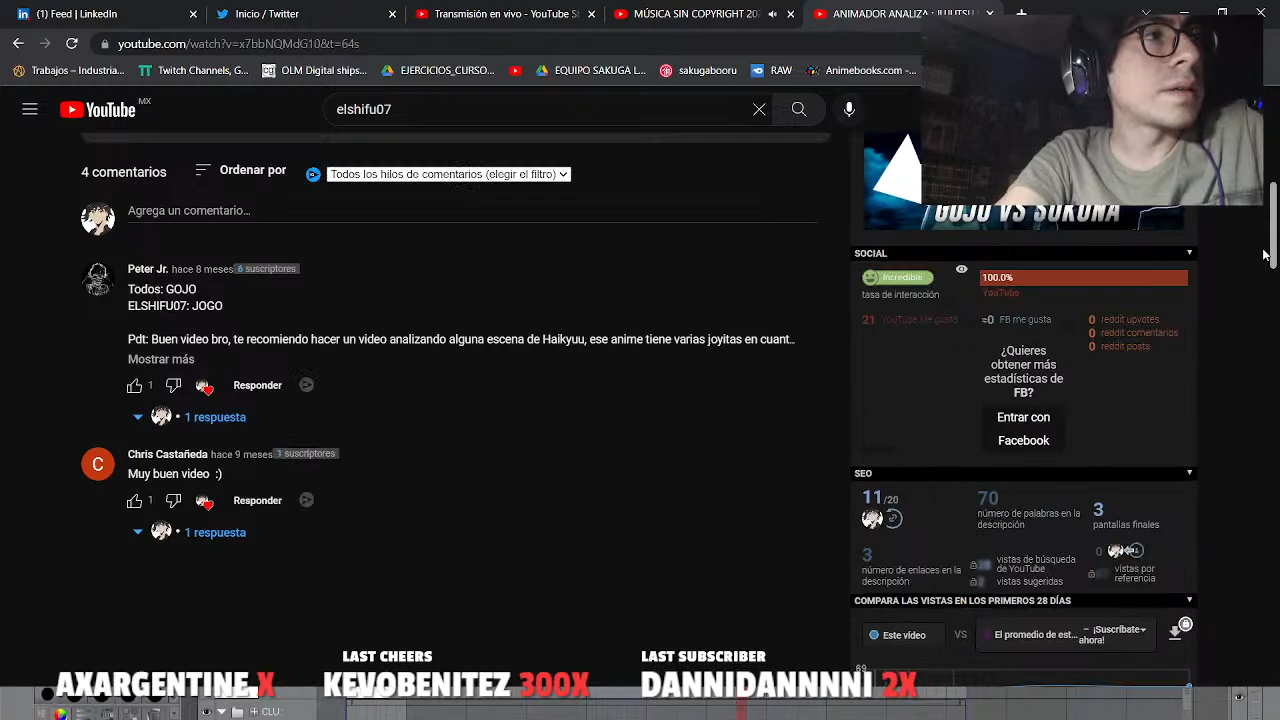 (1) Feed | LinkedIn
Inicio / Twitter
Transmisión en vivo - YouTube St
MÚSICA SIN COPYRIGHT 202
ANIMADOR ANALIZA : JUJUTSU
youtube.com/watch?v=x7bbNQMdG10&t=64s
Trabajos – Industria...
Twitch Channels, G...
OLM Digital ships...
EJERCICIOS_CURSO...
EQUIPO SAKUGA L...
sakugabooru
RAW
Animebooks.com -...
YouTube MX
elshifu07
GOJO VS SUKUNA
4 comentarios
Ordenar por
Todos los hilos de comentarios (elegir el filtro)
Agrega un comentario...
Peter Jr. hace 8 meses 6 suscriptores
Todos: GOJO
ELSHIFU07: JOGO
Pdt: Buen video bro, te recomiendo hacer un video analizando alguna escena de Haikyuu, ese anime tiene varias joyitas en cuant...
Mostrar más
1
Responder
1 respuesta
C
Chris Castañeda hace 9 meses 1 suscriptores
Muy buen video :)
1
Responder
1 respuesta
SOCIAL
Incredible
tasa de interacción
100.0%
YouTube
21 YouTube Me gusta
≈0 FB me gusta
0 reddit upvotes
0 reddit comentarios
0 reddit posts
¿Quieres
obtener más
estadísticas de
FB?
Entrar con
Facebook
SEO
11/20
70
número de palabras en la
descripción
3
pantallas finales
3
número de enlaces en la
descripción
vistas de búsqueda
de YouTube
vistas sugeridas
0
vistas por
referencia
COMPARA LAS VISTAS EN LOS PRIMEROS 28 DÍAS
Este vídeo
VS
El promedio de est...
– ¡Suscríbate
ahora!
69
LAST CHEERS
LAST SUBSCRIBER
AXARGENTINE X
KEVOBENITEZ 300X
DANNIDANNNNI 2X
CLU: